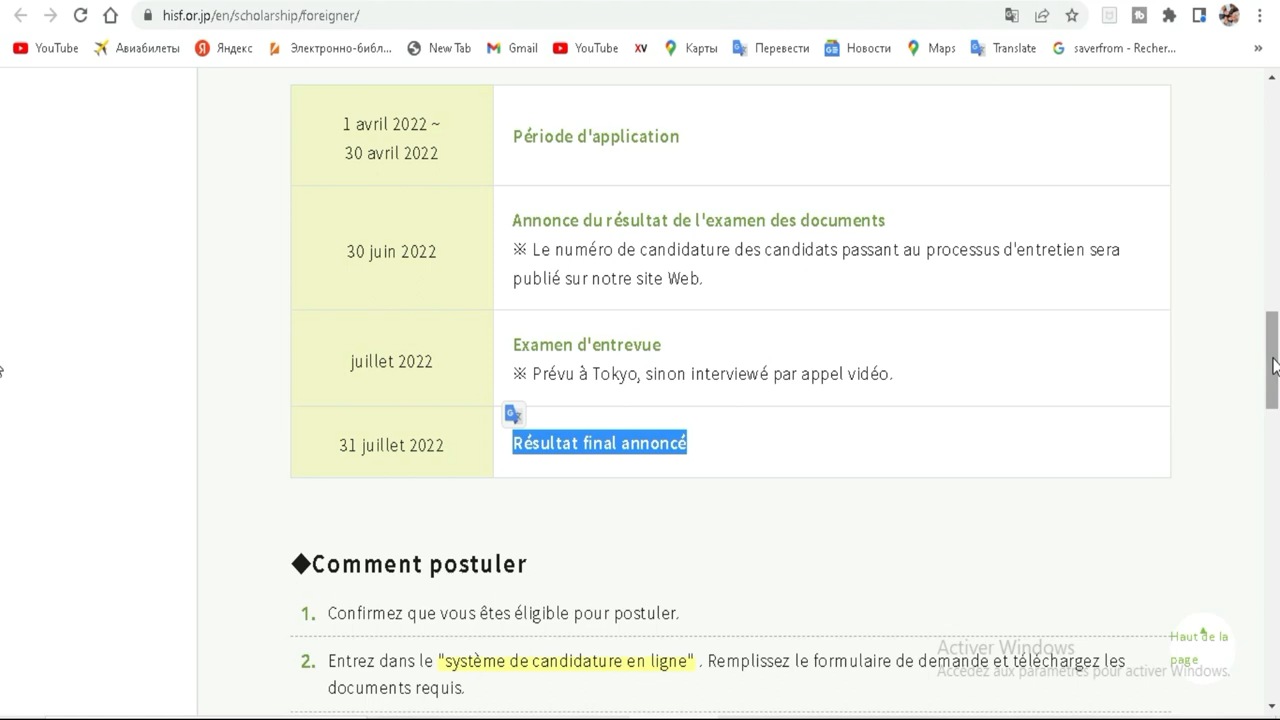 hisf.or.jp/en/scholarship/foreigner/
YouTube Авиабилеты Яндекс Электронно-библ... New Tab Gmail YouTube XV Карты Перевести Новости Maps Translate saverfrom - Recher... »
1 avril 2022 ~
30 avril 2022
Période d'application
30 juin 2022
Annonce du résultat de l'examen des documents
※ Le numéro de candidature des candidats passant au processus d'entretien sera
publié sur notre site Web.
juillet 2022
Examen d'entrevue
※ Prévu à Tokyo, sinon interviewé par appel vidéo.
31 juillet 2022
Résultat final annoncé
◆Comment postuler
1. Confirmez que vous êtes éligible pour postuler.
2. Entrez dans le "système de candidature en ligne" . Remplissez le formulaire de demande et téléchargez les
documents requis.
Haut de la
page
Activer Windows
Accédez aux paramètres pour activer Windows.